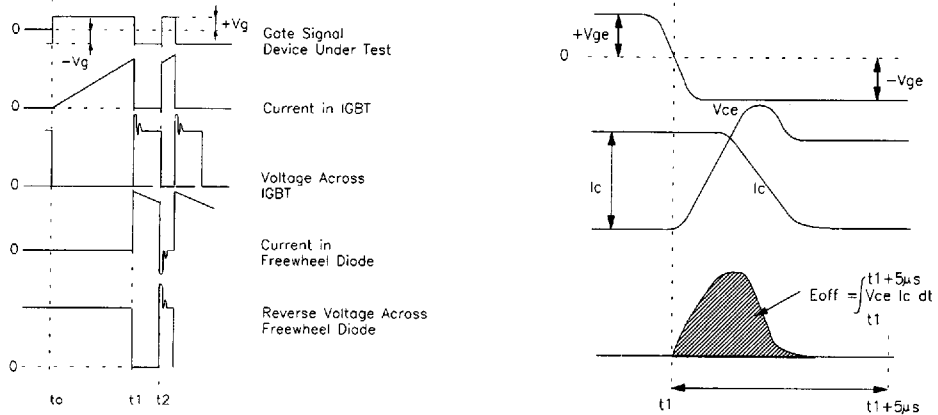 0
+Vg
-Vg
Gate Signal
Device Under Test
0
Current in IGBT
0
Voltage Across
IGBT
0
Current in
Freewheel Diode
Reverse Voltage Across
Freewheel Diode
0
to
t1
t2
+Vge
0
-Vge
Vce
Ic
Ic
Eoff = ∫ Vce Ic dt
t1+5µs
t1
t1
t1+5µs